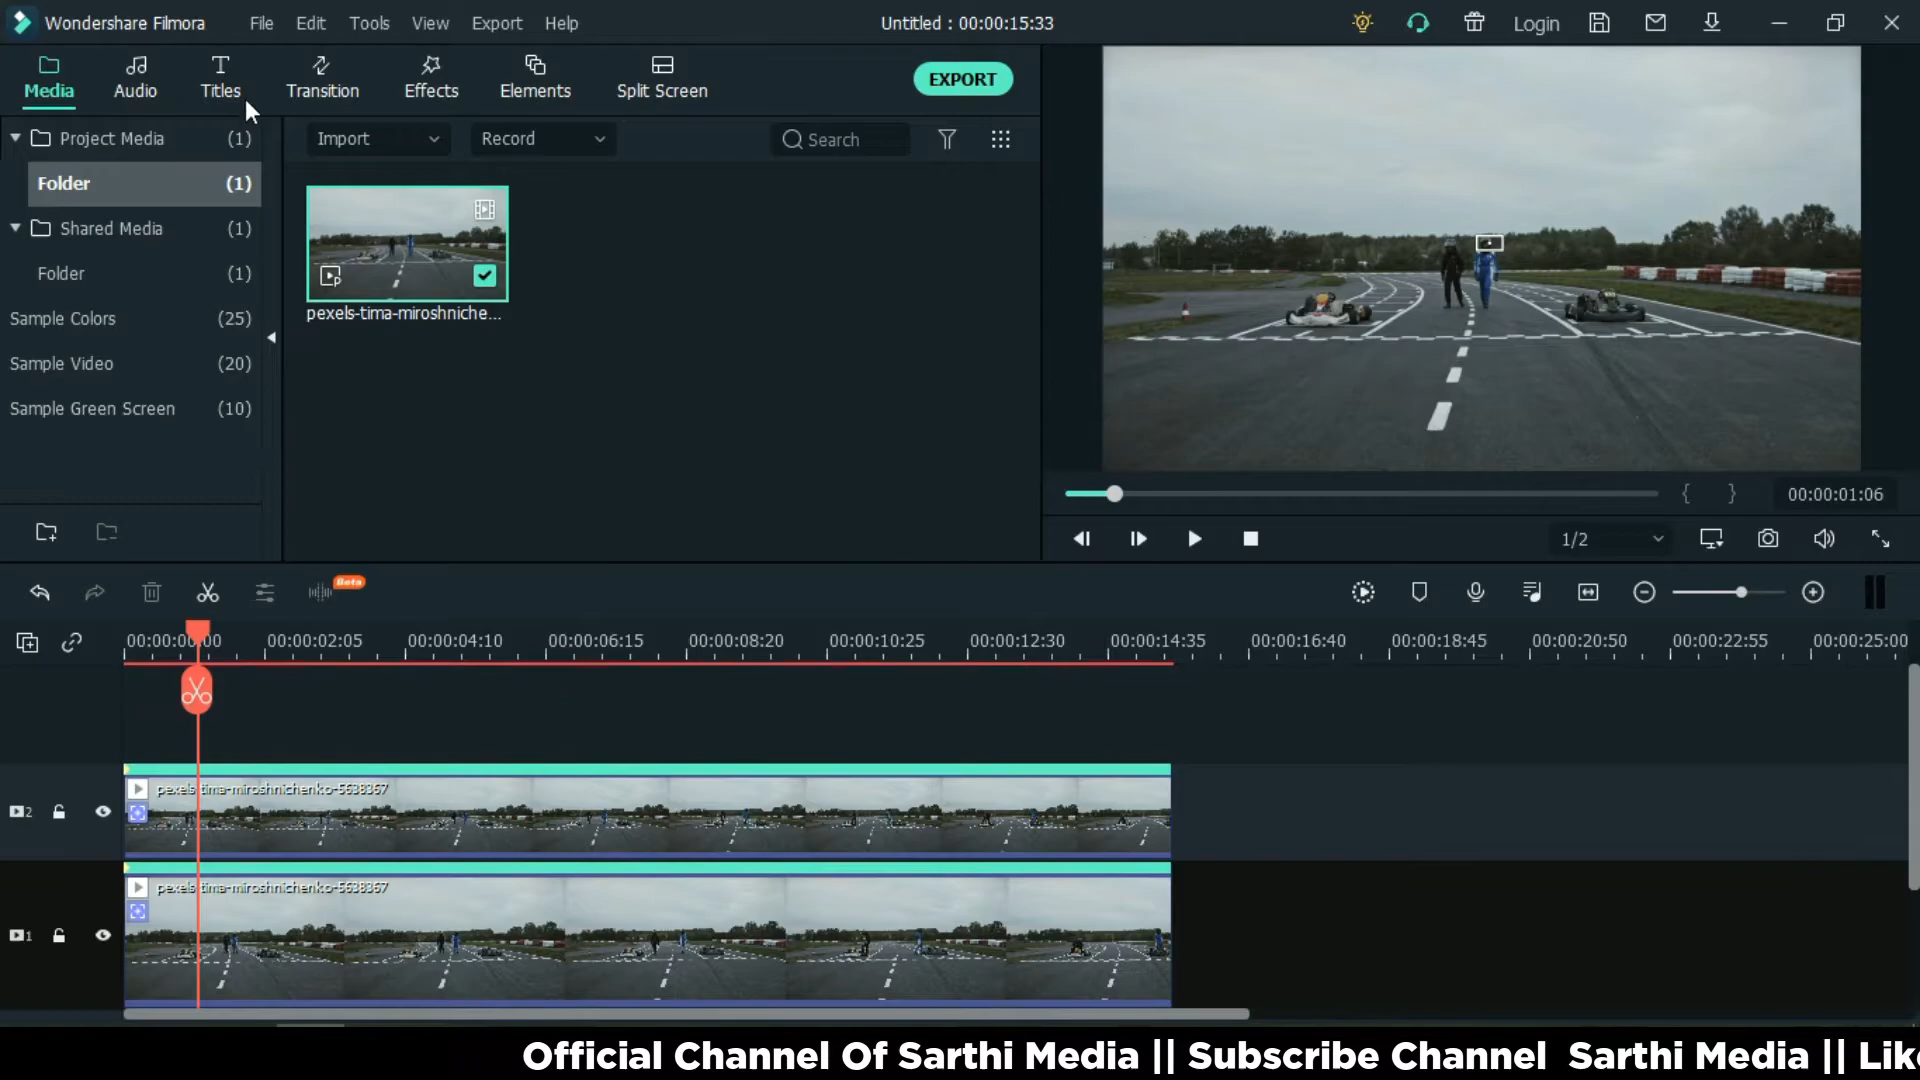 Wondershare Filmora File Edit Tools View Export Help Untitled : 00:00:15:33 Login
Media Audio Titles Transition Effects Elements Split Screen EXPORT
Project Media (1) Import Record Search
Folder (1)
Shared Media (1)
Folder (1)
Sample Colors (25)
Sample Video (20)
Sample Green Screen (10)
pexels-tima-miroshniche...
00:00:01:06
1/2
Beta
00:00:00:00 00:00:02:05 00:00:04:10 00:00:06:15 00:00:08:20 00:00:10:25 00:00:12:30 00:00:14:35 00:00:16:40 00:00:18:45 00:00:20:50 00:00:22:55 00:00:25:00
pexels-tima-miroshnichenko-5638367
2
pexels-tima-miroshnichenko-5638367
1
Official Channel Of Sarthi Media || Subscribe Channel Sarthi Media || Lik